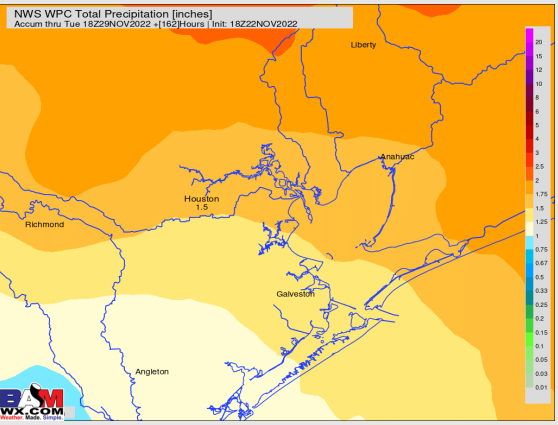 NWS WPC Total Precipitation [inches]
Accum thru Tue 18Z29NOV2022 +[162]Hours | Init: 18Z22NOV2022
Liberty
Anahuac
Houston
1.5
Richmond
Galveston
Angleton
20
15
12
10
8
6
5
4
3
2.5
2
1.75
1.5
1.25
1
0.75
0.67
0.5
0.33
0.25
0.2
0.15
0.1
0.05
0.03
0.01
BAM
WX.COM
Weather. Made. Simple.